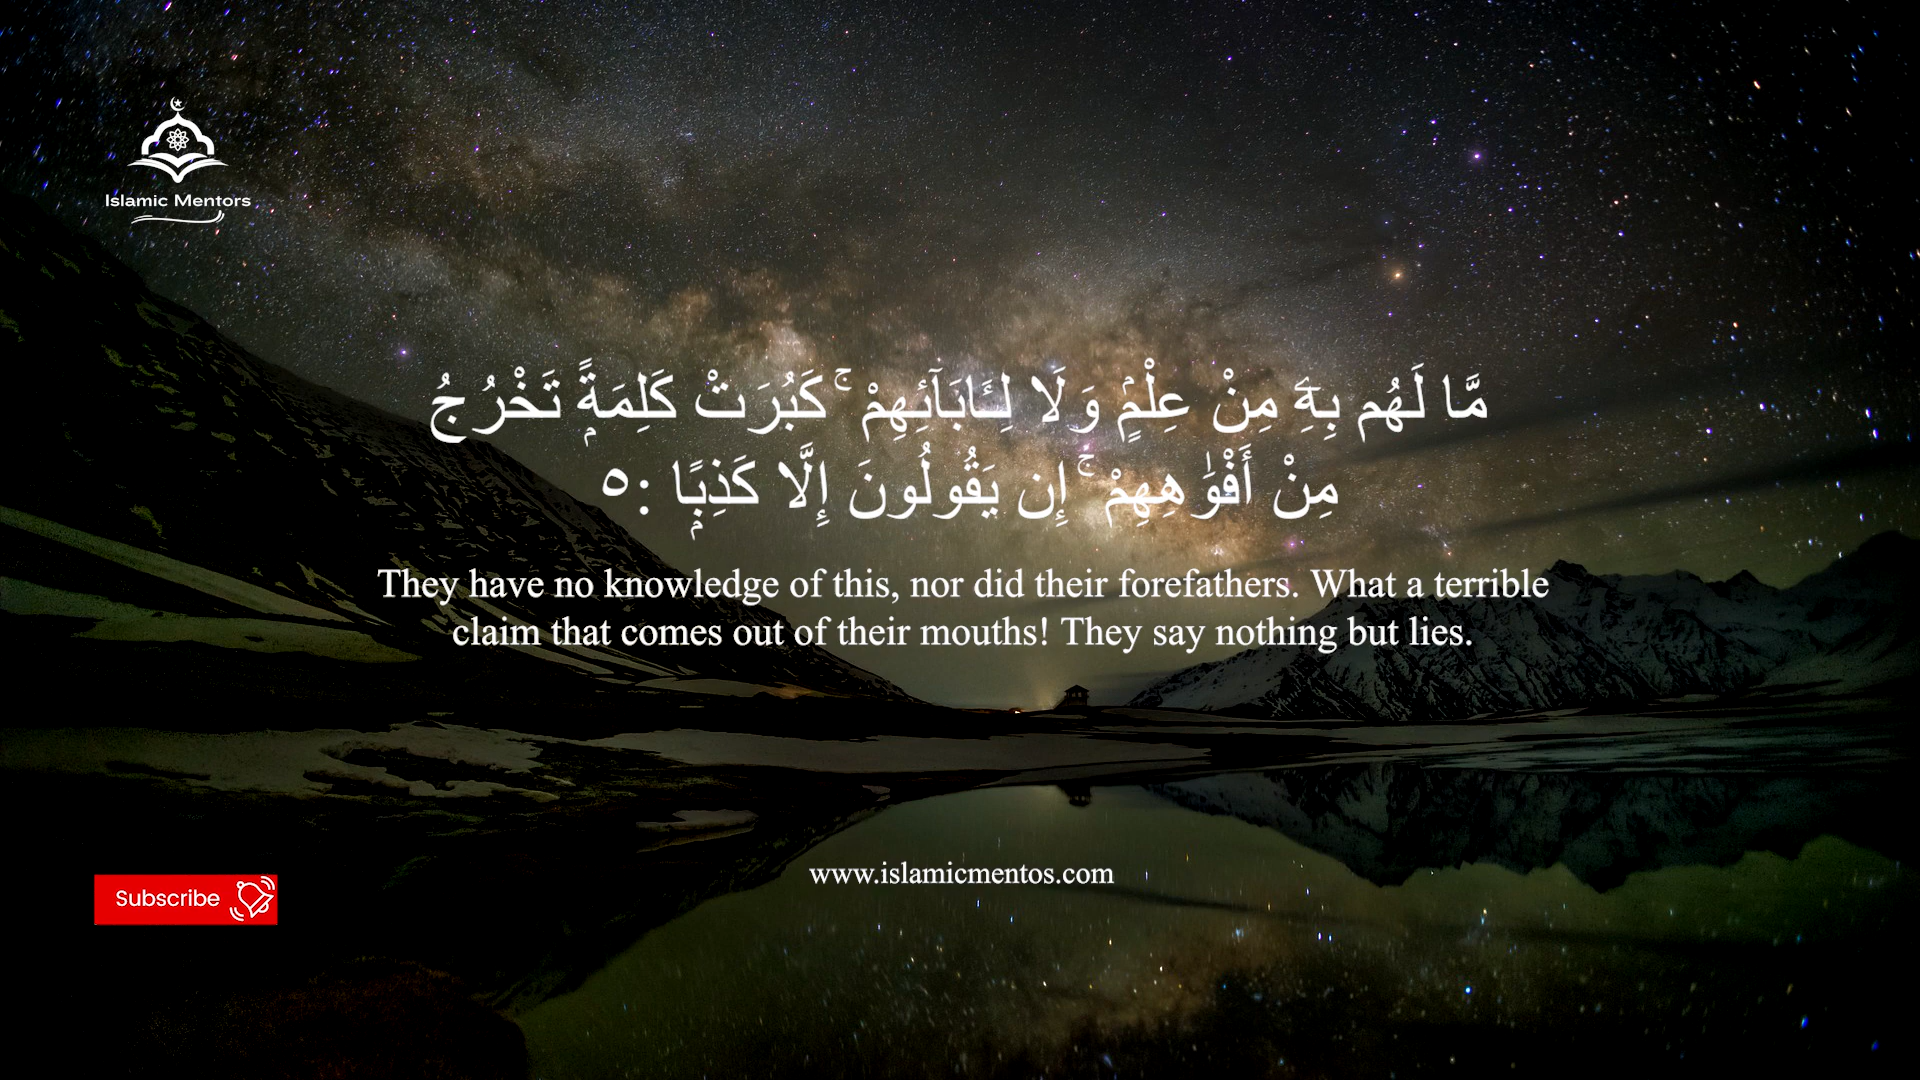 Islamic Mentors
مَّا لَهُم بِهِۦ مِنْ عِلْمٍۢ وَلَا لِـَٔابَآئِهِمْ ۚ كَبُرَتْ كَلِمَةًۭ تَخْرُجُ
مِنْ أَفْوَٰهِهِمْ ۚ إِن يَقُولُونَ إِلَّا كَذِبًۭا :٥
They have no knowledge of this, nor did their forefathers. What a terrible
claim that comes out of their mouths! They say nothing but lies.
www.islamicmentos.com
Subscribe